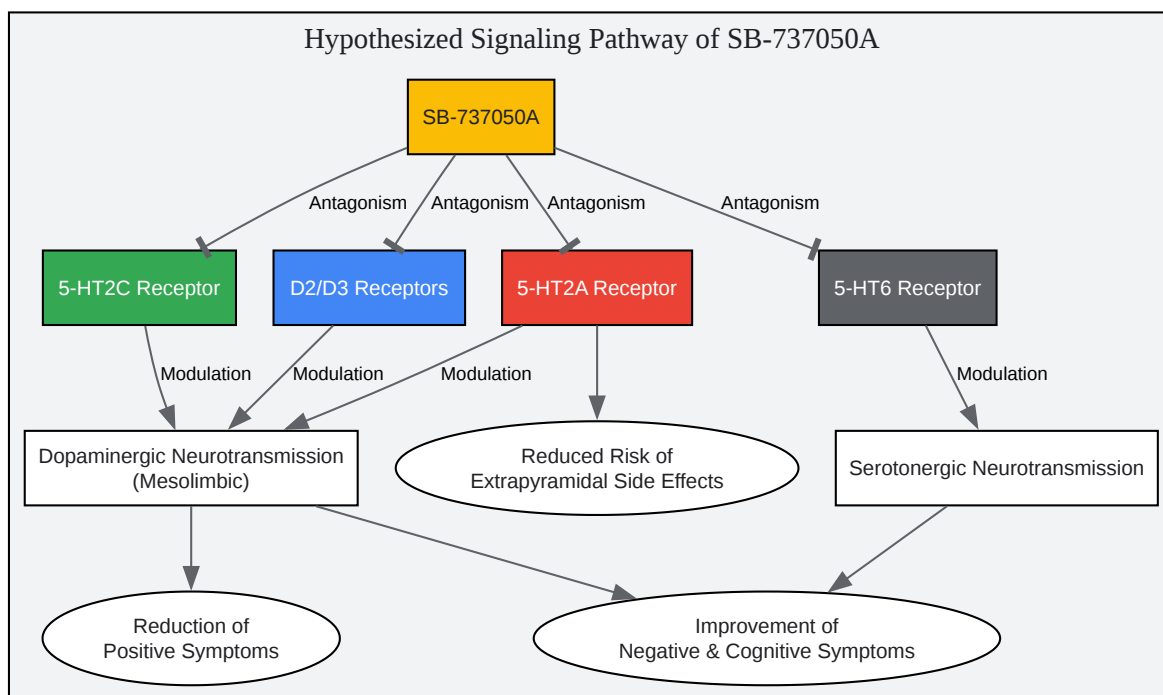 Hypothesized Signaling Pathway of SB-737050A
SB-737050A
Antagonism
Antagonism
Antagonism
Antagonism
5-HT2C Receptor
D2/D3 Receptors
5-HT2A Receptor
5-HT6 Receptor
Modulation
Modulation
Modulation
Modulation
Dopaminergic Neurotransmission
(Mesolimbic)
Reduced Risk of
Extrapyramidal Side Effects
Serotonergic Neurotransmission
Reduction of
Positive Symptoms
Improvement of
Negative & Cognitive Symptoms